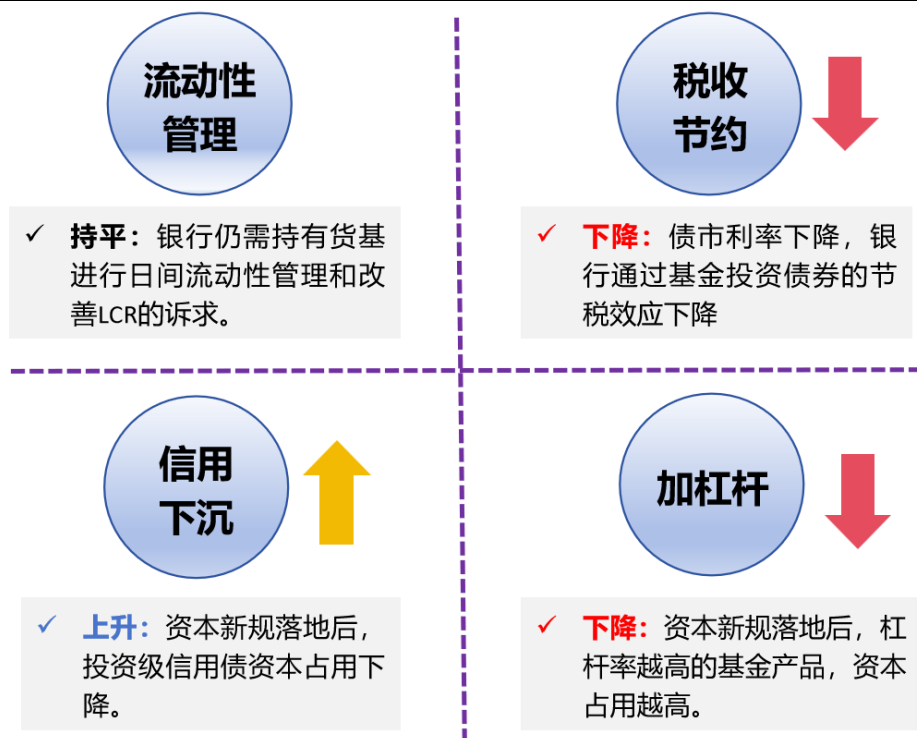 流动性
管理
✓ 持平：银行仍需持有货基
进行日间流动性管理和改
善LCR的诉求。
税收
节约
✓ 下降：债市利率下降，银
行通过基金投资债券的节
税效应下降
信用
下沉
✓ 上升：资本新规落地后，
投资级信用债资本占用下
降。
加杠杆
✓ 下降：资本新规落地后，杠
杆率越高的基金产品，资本
占用越高。